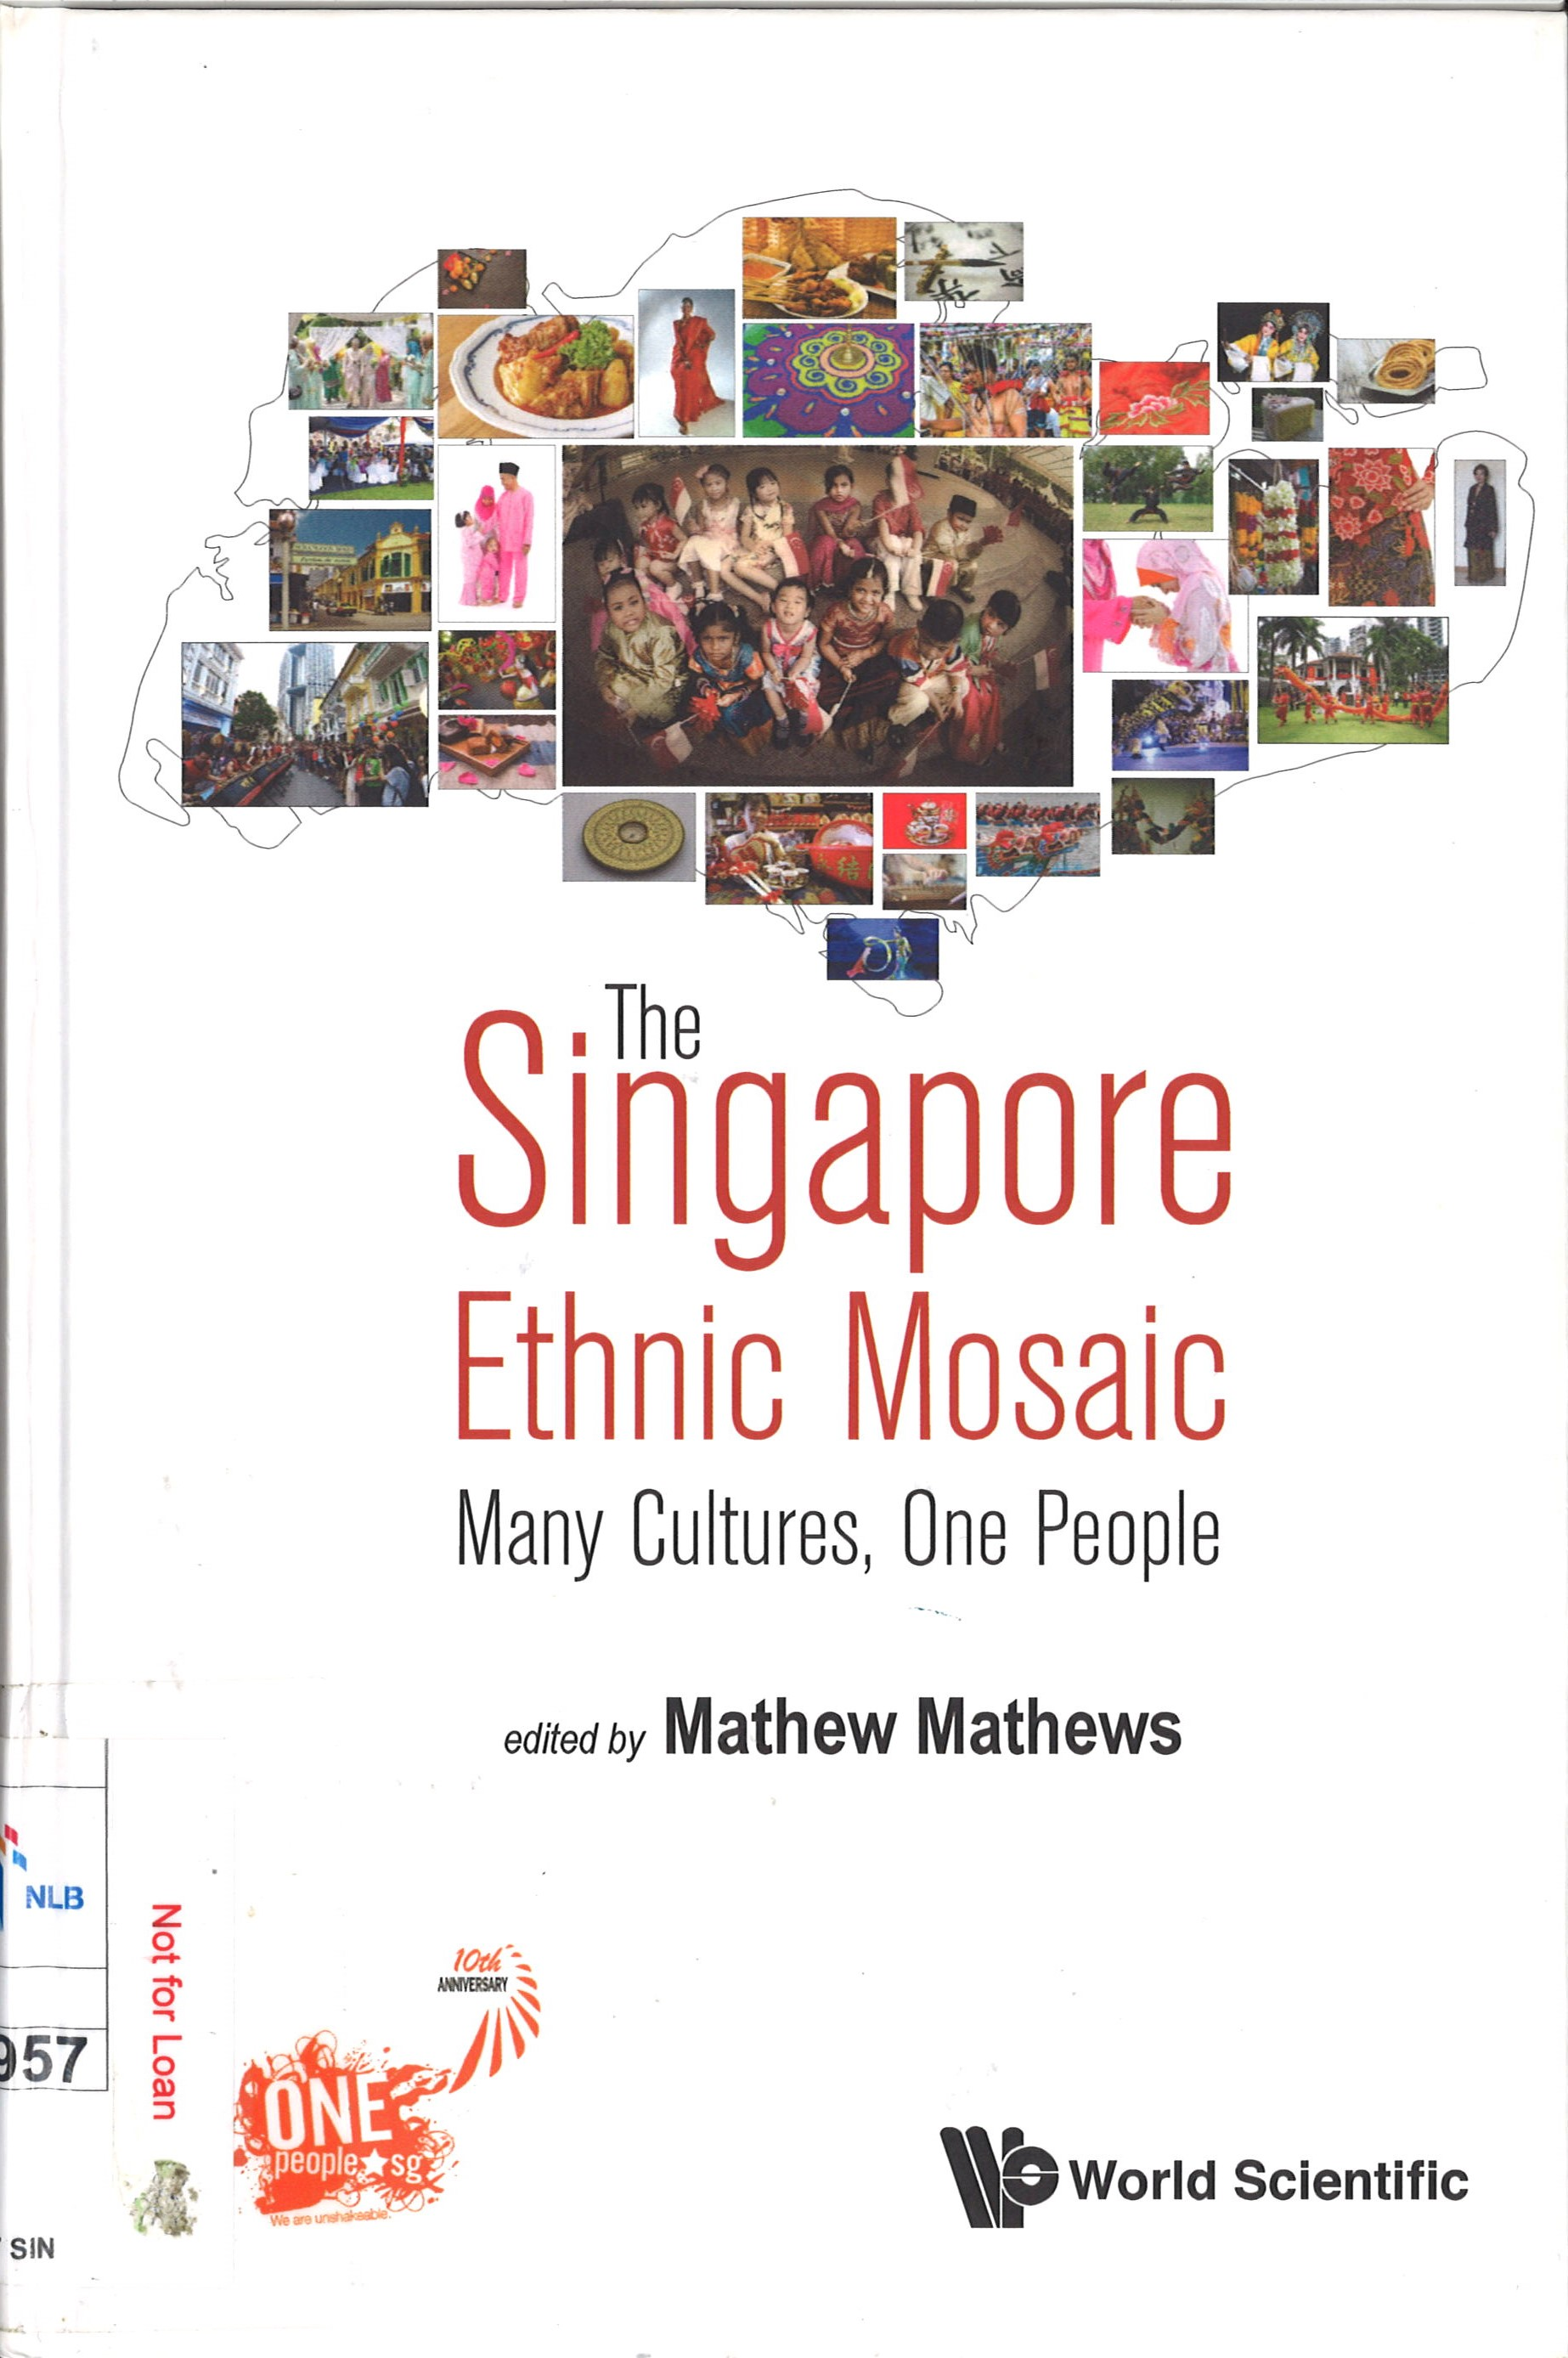 The
Singapore
Ethnic Mosaic
Many Cultures, One People
edited by Mathew Mathews
NLB
957
SIN
Not for Loan
10th
ANNIVERSARY
ONE
people sg
We are unshakeable.
World Scientific